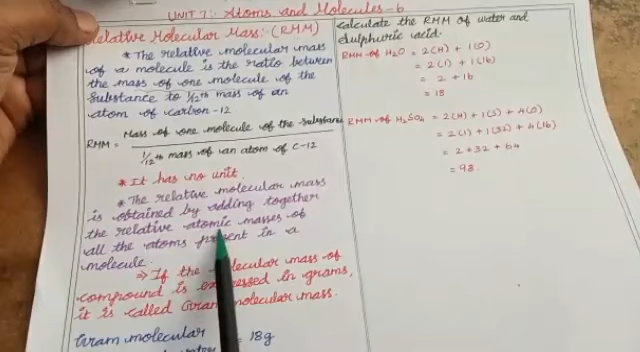 UNIT 7: Atoms and Molecules-6
Relative Molecular Mass:- (RMM)
* The relative molecular mass
of a molecule is the ratio between
the mass of one molecule of the
substance to 1/12th mass of an
atom of carbon-12
RMM = Mass of one molecule of the substance
1/12th mass of an atom of C-12
* It has no unit.
* The relative molecular mass
is obtained by adding together
the relative atomic masses of
all the atoms present in a
molecule.
⇒ If the molecular mass of
compound is expressed in grams,
it is called Gram molecular mass.
Gram molecular
= 18g
Calculate the RMM of water and
sulphuric acid.
RMM of H₂O = 2(H) + 1(O)
= 2(1) + 1(16)
= 2 + 16
= 18
RMM of H₂SO₄ = 2(H) + 1(S) + 4(O)
= 2(1) + 1(32) + 4(16)
= 2 + 32 + 64
= 98.